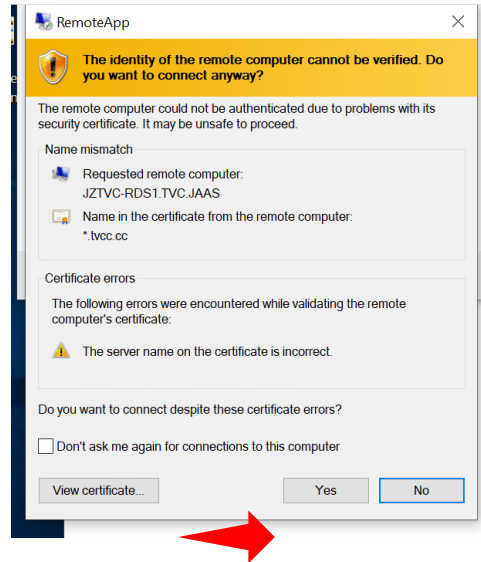 RemoteApp
The identity of the remote computer cannot be verified. Do
you want to connect anyway?
The remote computer could not be authenticated due to problems with its
security certificate. It may be unsafe to proceed.
Name mismatch
Requested remote computer:
JZTVC-RDS1.TVC.JAAS
Name in the certificate from the remote computer:
*.tvcc.cc
Certificate errors
The following errors were encountered while validating the remote
computer's certificate:
The server name on the certificate is incorrect.
Do you want to connect despite these certificate errors?
Don't ask me again for connections to this computer
View certificate...
Yes
No